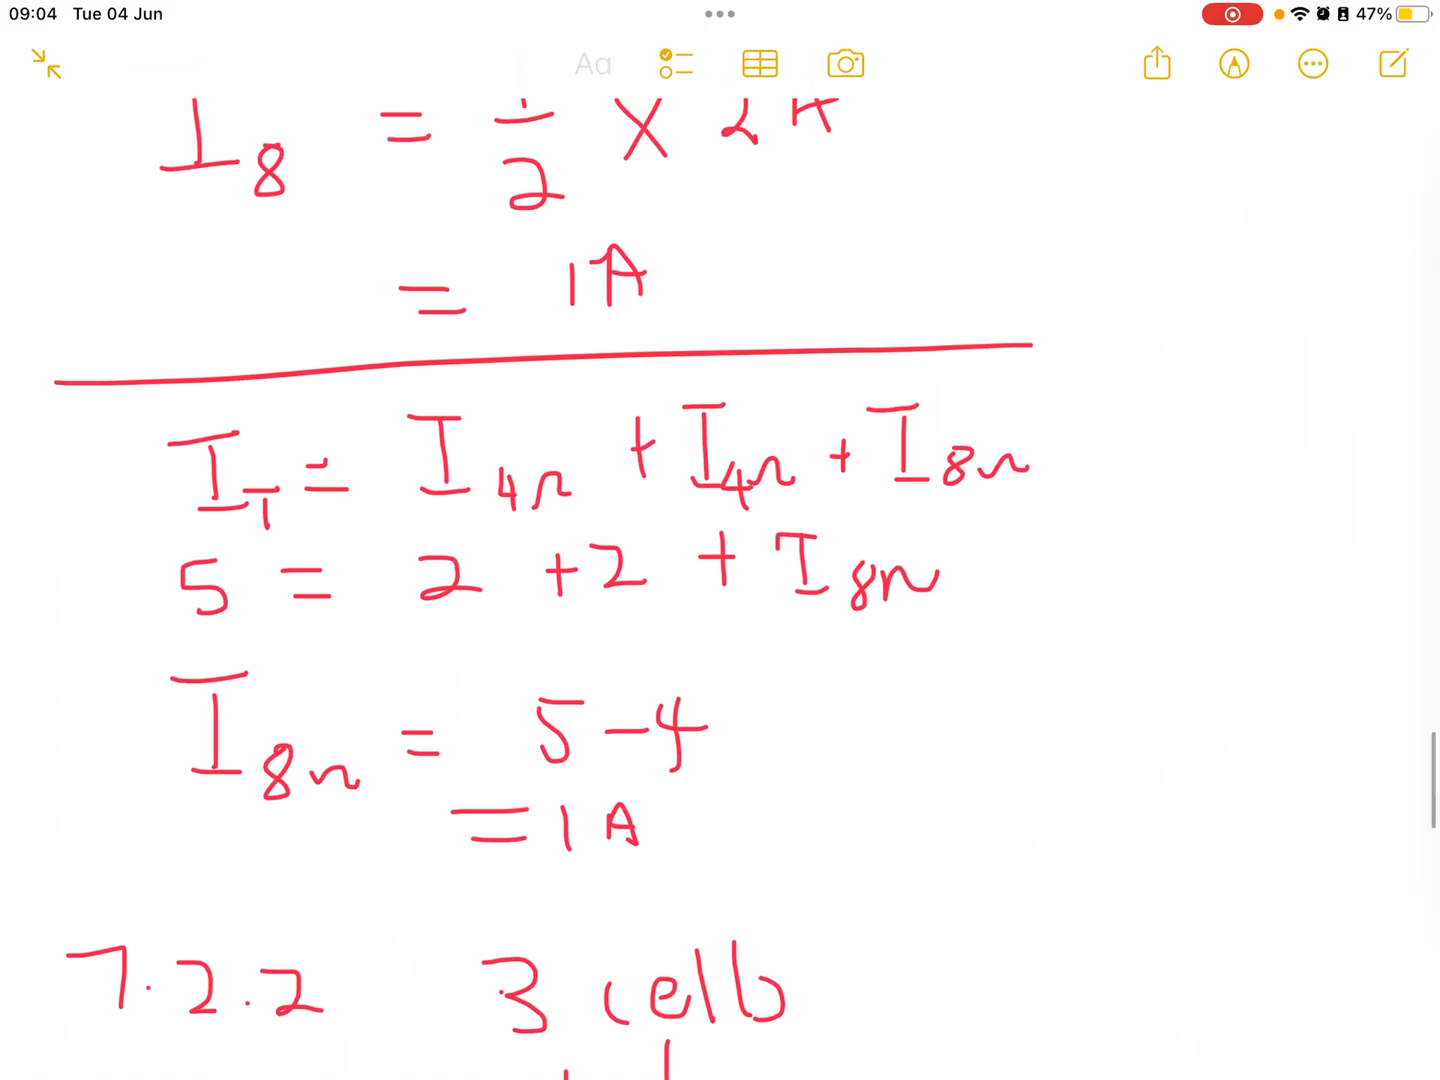 09:04 Tue 04 Jun
47%
Aa
I₈ = 1/2 × 2A
= 1A
I_T = I₄Ω + I₄Ω + I₈Ω
5 = 2 + 2 + I₈Ω
I₈Ω = 5 - 4
= 1A
7.2.2 3 cells